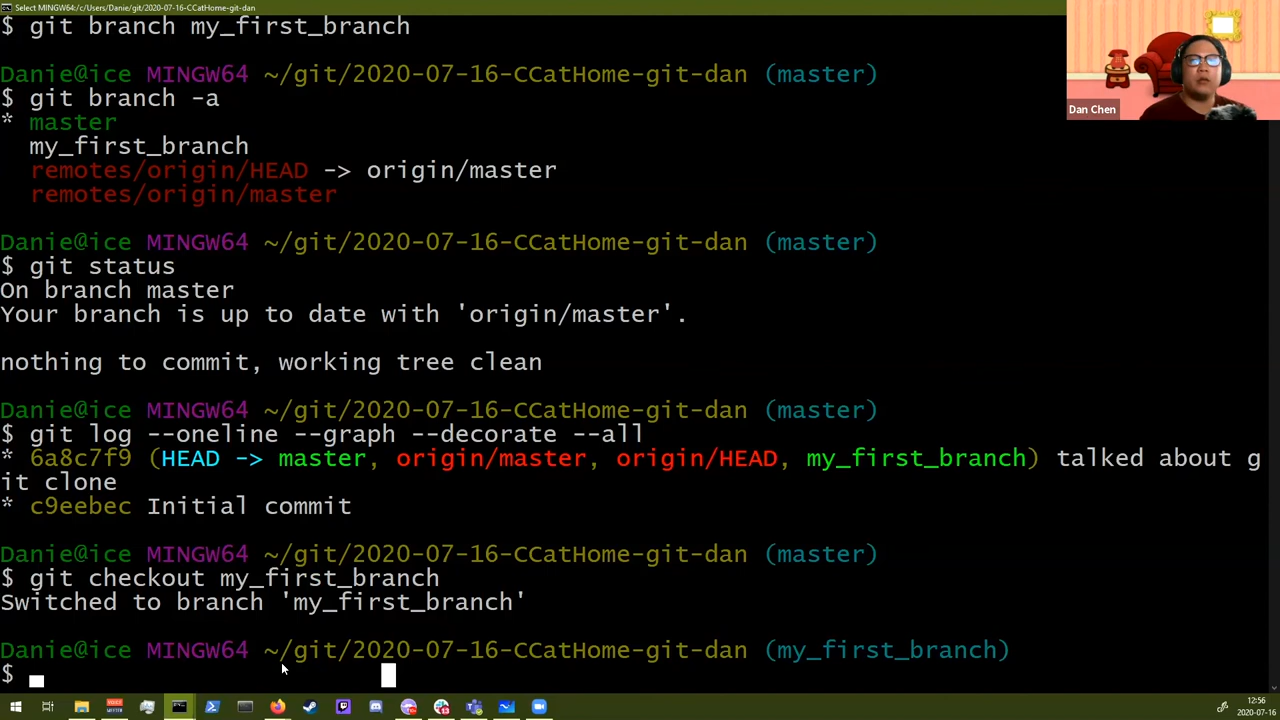 Select MINGW64:/c/Users/Danie/git/2020-07-16-CCatHome-git-dan
$ git branch my_first_branch
Danie@ice MINGW64 ~/git/2020-07-16-CCatHome-git-dan (master)
$ git branch -a
* master
my_first_branch
remotes/origin/HEAD -> origin/master
remotes/origin/master
Danie@ice MINGW64 ~/git/2020-07-16-CCatHome-git-dan (master)
$ git status
On branch master
Your branch is up to date with 'origin/master'.
nothing to commit, working tree clean
Danie@ice MINGW64 ~/git/2020-07-16-CCatHome-git-dan (master)
$ git log --oneline --graph --decorate --all
* 6a8c7f9 (HEAD -> master, origin/master, origin/HEAD, my_first_branch) talked about g
it clone
* c9eebec Initial commit
Danie@ice MINGW64 ~/git/2020-07-16-CCatHome-git-dan (master)
$ git checkout my_first_branch
Switched to branch 'my_first_branch'
Danie@ice MINGW64 ~/git/2020-07-16-CCatHome-git-dan (my_first_branch)
$
Dan Chen
12:56
2020-07-16